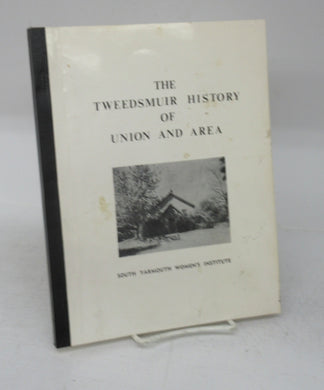 THE
TWEEDSMUIR HISTORY
OF
UNION AND AREA
SOUTH YARMOUTH WOMEN'S INSTITUTE